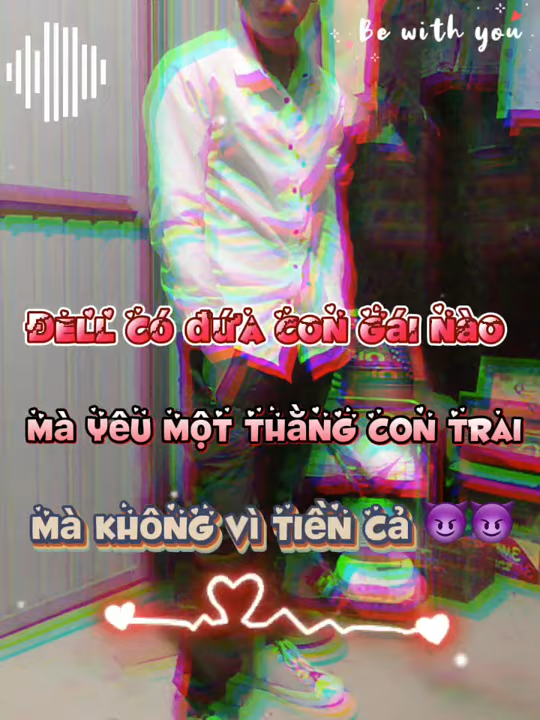 Be with you
Dell có đứa con gái nào
mà yêu một thằng con trai
mà không vì tiền cả 😈😈